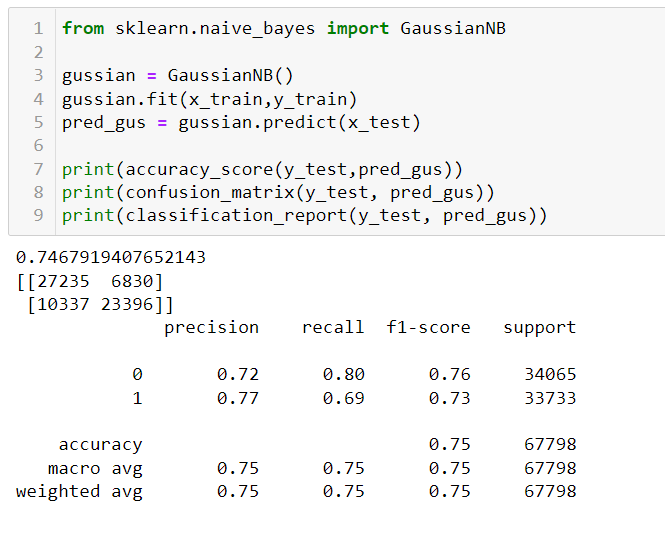 1 from sklearn.naive_bayes import GaussianNB
2
3 gussian = GaussianNB()
4 gussian.fit(x_train,y_train)
5 pred_gus = gussian.predict(x_test)
6
7 print(accuracy_score(y_test,pred_gus))
8 print(confusion_matrix(y_test, pred_gus))
9 print(classification_report(y_test, pred_gus))
0.7467919407652143
[[27235  6830]
 [10337 23396]]
              precision    recall  f1-score   support

           0       0.72      0.80      0.76     34065
           1       0.77      0.69      0.73     33733

    accuracy                           0.75     67798
   macro avg       0.75      0.75      0.75     67798
weighted avg       0.75      0.75      0.75     67798